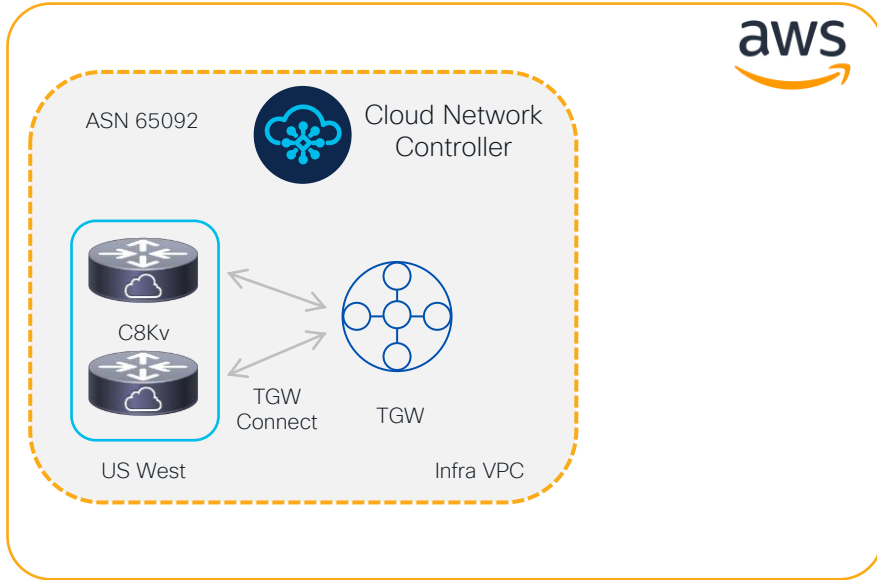 aws
ASN 65092
Cloud Network
Controller
C8Kv
TGW
Connect
TGW
US West
Infra VPC